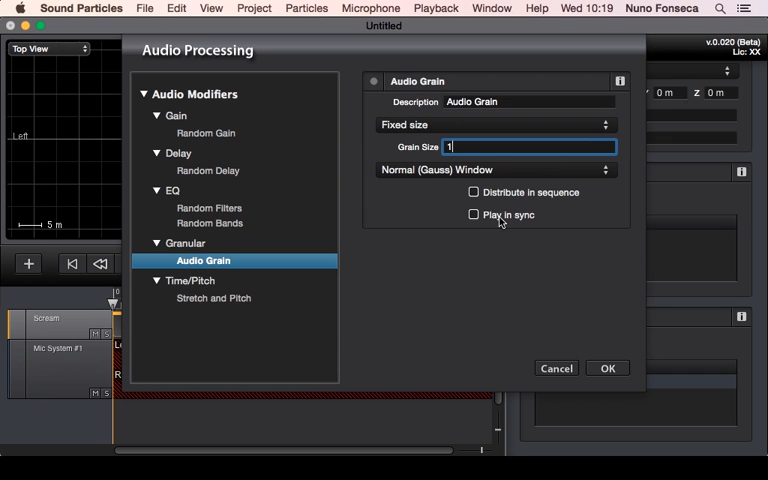 Sound Particles File Edit View Project Particles Microphone Playback Window Help Wed 10:19 Nuno Fonseca
Untitled
Top View
v.0.020 (Beta)
Lic: XX
Audio Processing
Audio Modifiers
Gain
Random Gain
Delay
Random Delay
EQ
Random Filters
Random Bands
Granular
Audio Grain
Time/Pitch
Stretch and Pitch
Audio Grain
Description Audio Grain
Fixed size
Grain Size 1
Normal (Gauss) Window
Distribute in sequence
Play in sync
Cancel OK
0 m Z 0 m
Left
5 m
Scream
M S
Mic System #1
M S